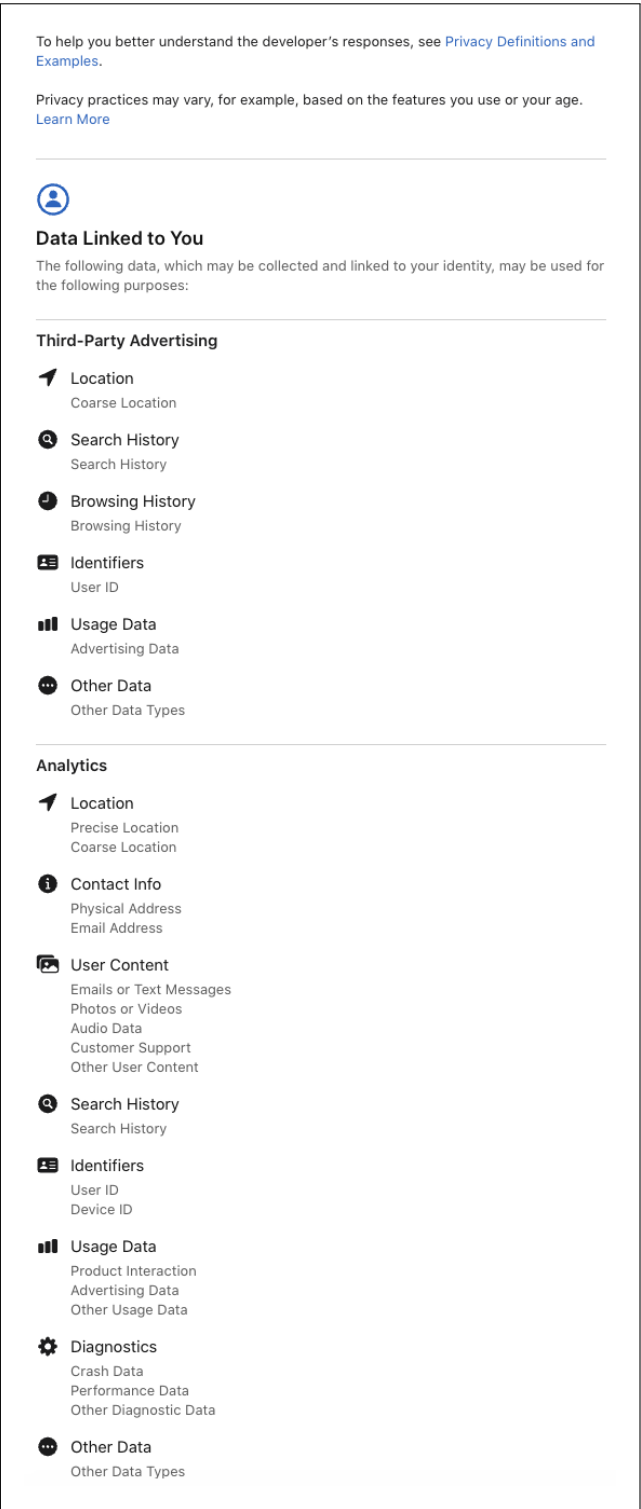 To help you better understand the developer’s responses, see Privacy Definitions and
Examples.
Privacy practices may vary, for example, based on the features you use or your age.
Learn More
Data Linked to You
The following data, which may be collected and linked to your identity, may be used for
the following purposes:
Third-Party Advertising
Location
Coarse Location
Search History
Search History
Browsing History
Browsing History
Identifiers
User ID
Usage Data
Advertising Data
Other Data
Other Data Types
Analytics
Location
Precise Location
Coarse Location
Contact Info
Physical Address
Email Address
User Content
Emails or Text Messages
Photos or Videos
Audio Data
Customer Support
Other User Content
Search History
Search History
Identifiers
User ID
Device ID
Usage Data
Product Interaction
Advertising Data
Other Usage Data
Diagnostics
Crash Data
Performance Data
Other Diagnostic Data
Other Data
Other Data Types